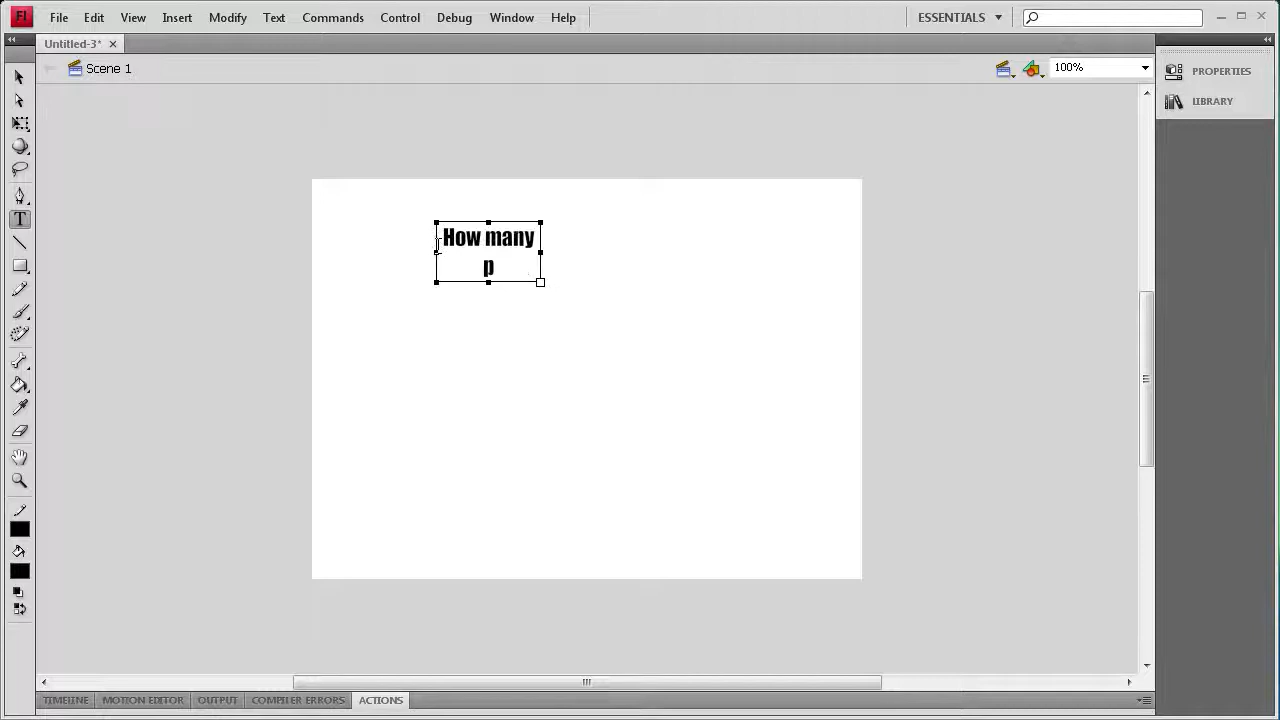 Fl File Edit View Insert Modify Text Commands Control Debug Window Help ESSENTIALS
Untitled-3*
Scene 1 100%
PROPERTIES
LIBRARY
T
How many
p
TIMELINE MOTION EDITOR OUTPUT COMPILER ERRORS ACTIONS